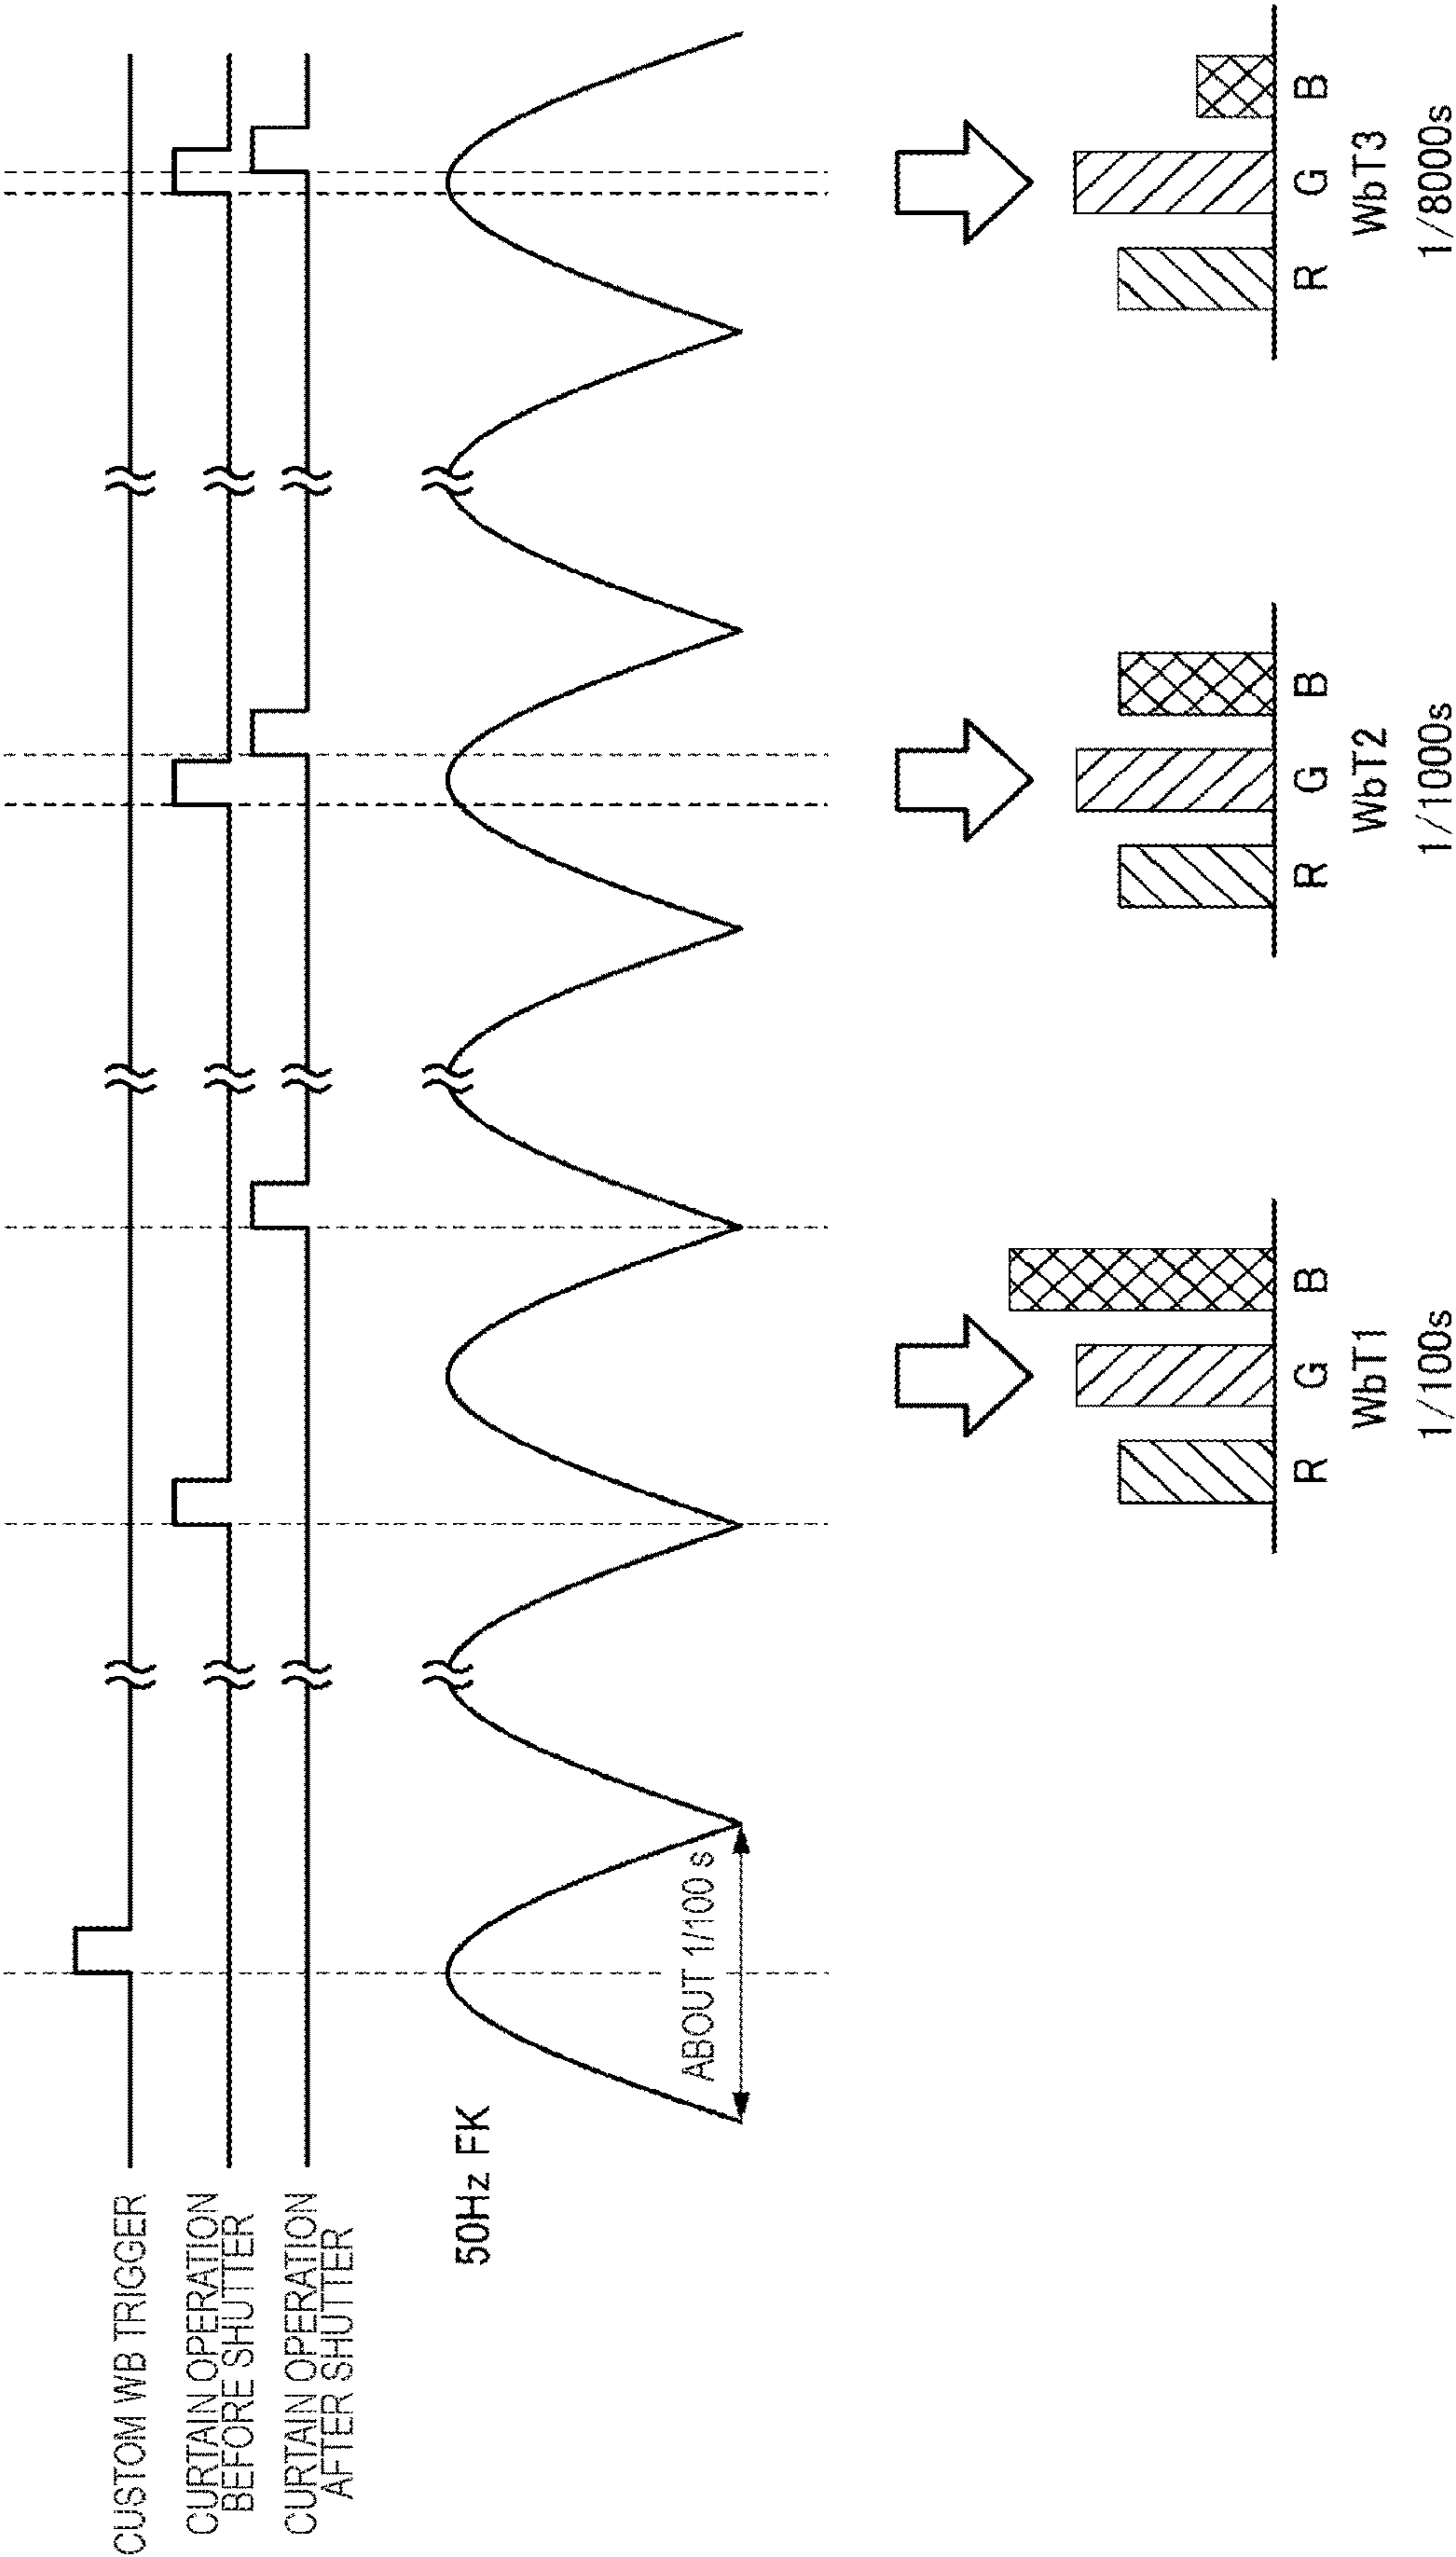 CUSTOM WB TRIGGER
CURTAIN OPERATION
BEFORE SHUTTER
CURTAIN OPERATION
AFTER SHUTTER
50Hz FK
ABOUT 1/100 s
R G B
WbT1
1/100s
R G B
WbT2
1/1000s
R G B
WbT3
1/8000s